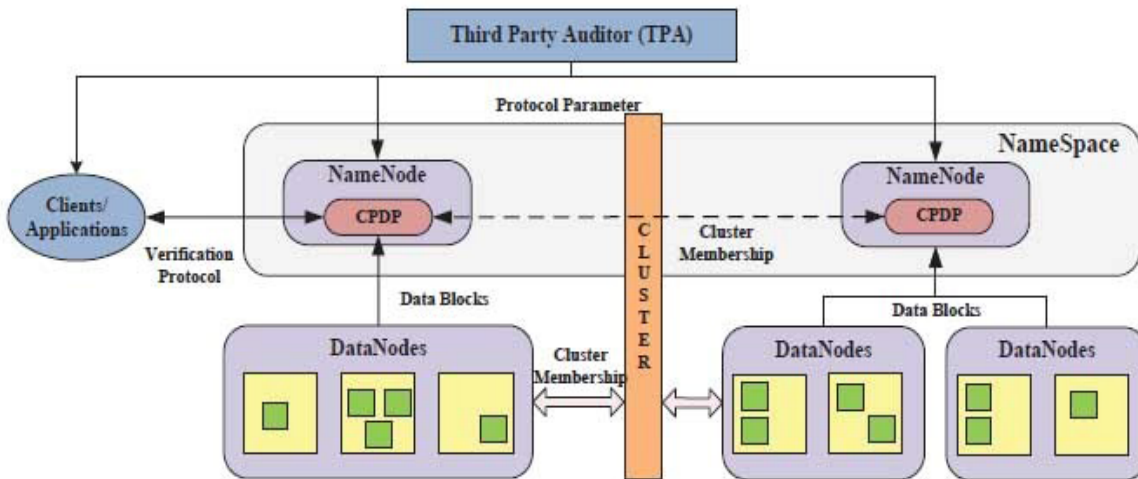 Third Party Auditor (TPA)
Protocol Parameter
NameSpace
NameNode
NameNode
Clients/
Applications
CPDP
CPDP
Verification
Protocol
Cluster
Membership
CLUSTER
Data Blocks
Data Blocks
DataNodes
Cluster
Membership
DataNodes
DataNodes